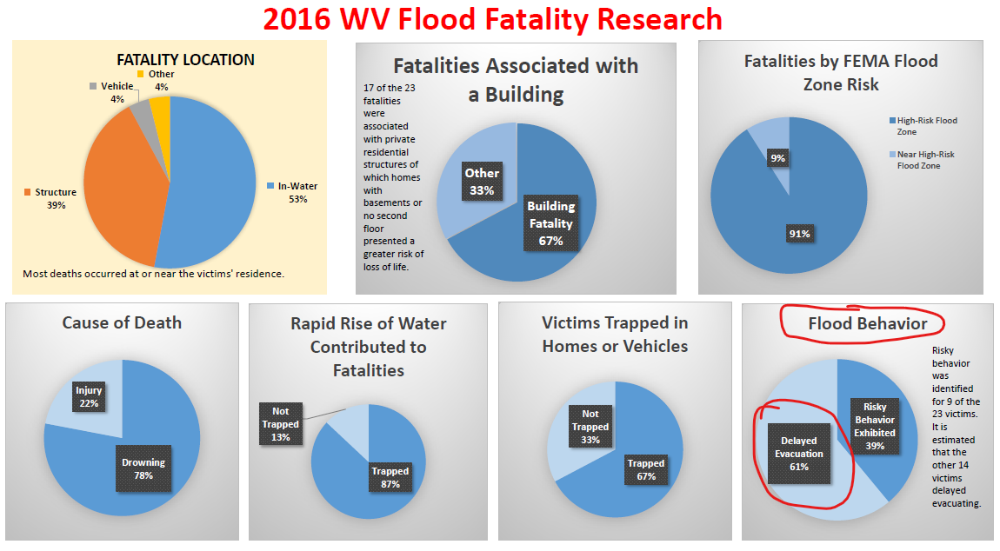 2016 WV Flood Fatality Research
FATALITY LOCATION
Other
4%
Vehicle
4%
Structure
39%
In-Water
53%
Most deaths occurred at or near the victims' residence.
Fatalities Associated with
a Building
17 of the 23
fatalities
were
associated
with private
residential
structures of
which homes
with
basements or
no second
floor
presented a
greater risk of
loss of life.
Other
33%
Building
Fatality
67%
Fatalities by FEMA Flood
Zone Risk
9%
91%
High-Risk Flood
Zone
Near High-Risk
Flood Zone
Cause of Death
Injury
22%
Drowning
78%
Rapid Rise of Water
Contributed to
Fatalities
Not
Trapped
13%
Trapped
87%
Victims Trapped in
Homes or Vehicles
Not
Trapped
33%
Trapped
67%
Flood Behavior
Delayed
Evacuation
61%
Risky
Behavior
Exhibited
39%
Risky
behavior
was
identified
for 9 of the
23 victims.
It is
estimated
that the
other 14
victims
delayed
evacuating.